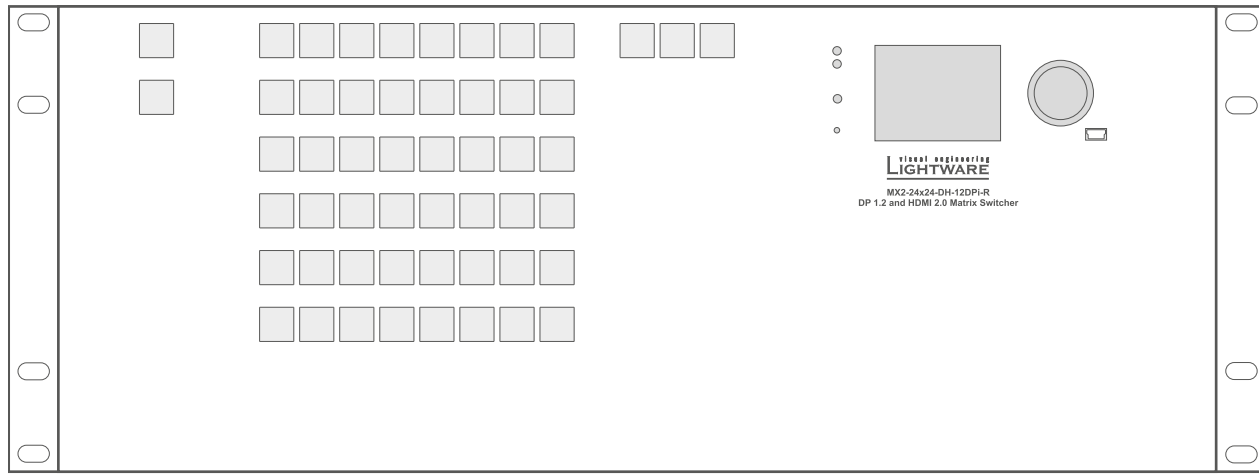 visual engineering
LIGHTWARE
MX2-24x24-DH-12DPi-R
DP 1.2 and HDMI 2.0 Matrix Switcher